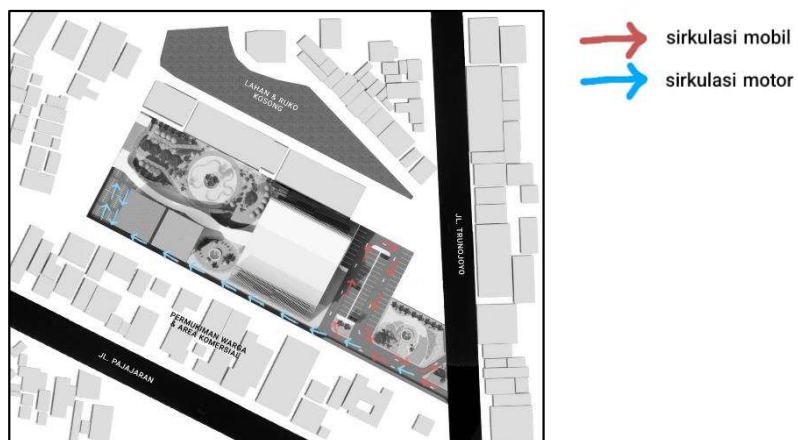 sirkulasi mobil
sirkulasi motor
LAHAN & RUKO
KOSONG
JL. TRUNOJOYO
PERMUKIMAN WARGA
& AREA KOMERSIAL
JL. PAJAJARAN